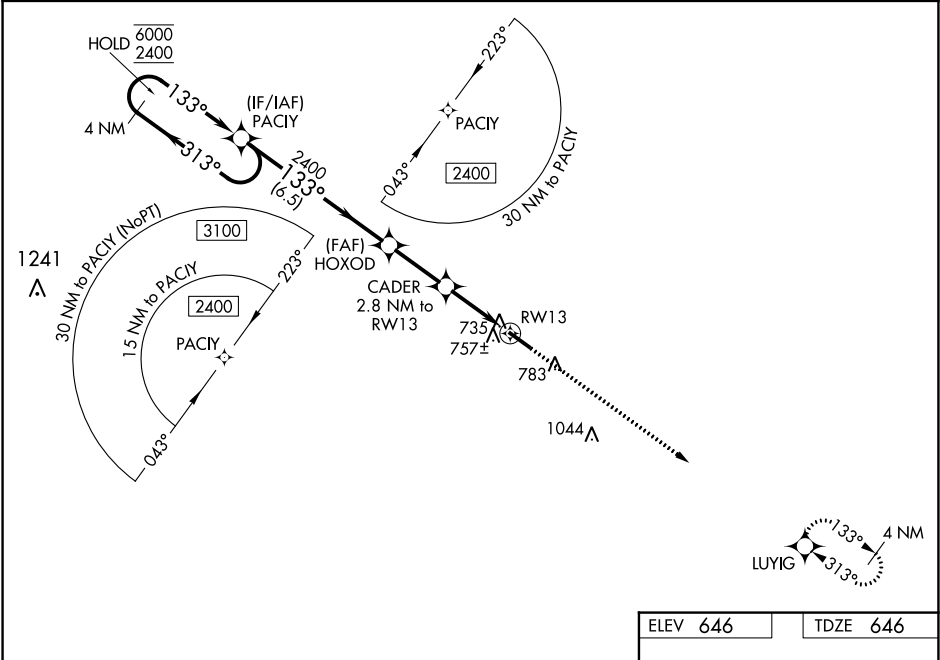 HOLD 6000
2400
133°
313°
4 NM
(IF/IAF)
PACIY
2400
133°
(6.5)
223°
PACIY
043°
2400
30 NM to PACIY
(FAF)
HOXOD
CADER
2.8 NM to
RW13
RW13
735
757±
783
1044
1241
30 NM to PACIY (NoPT)
3100
15 NM to PACIY
2400
223°
PACIY
043°
LUYIG
133°
313°
4 NM
ELEV 646
TDZE 646